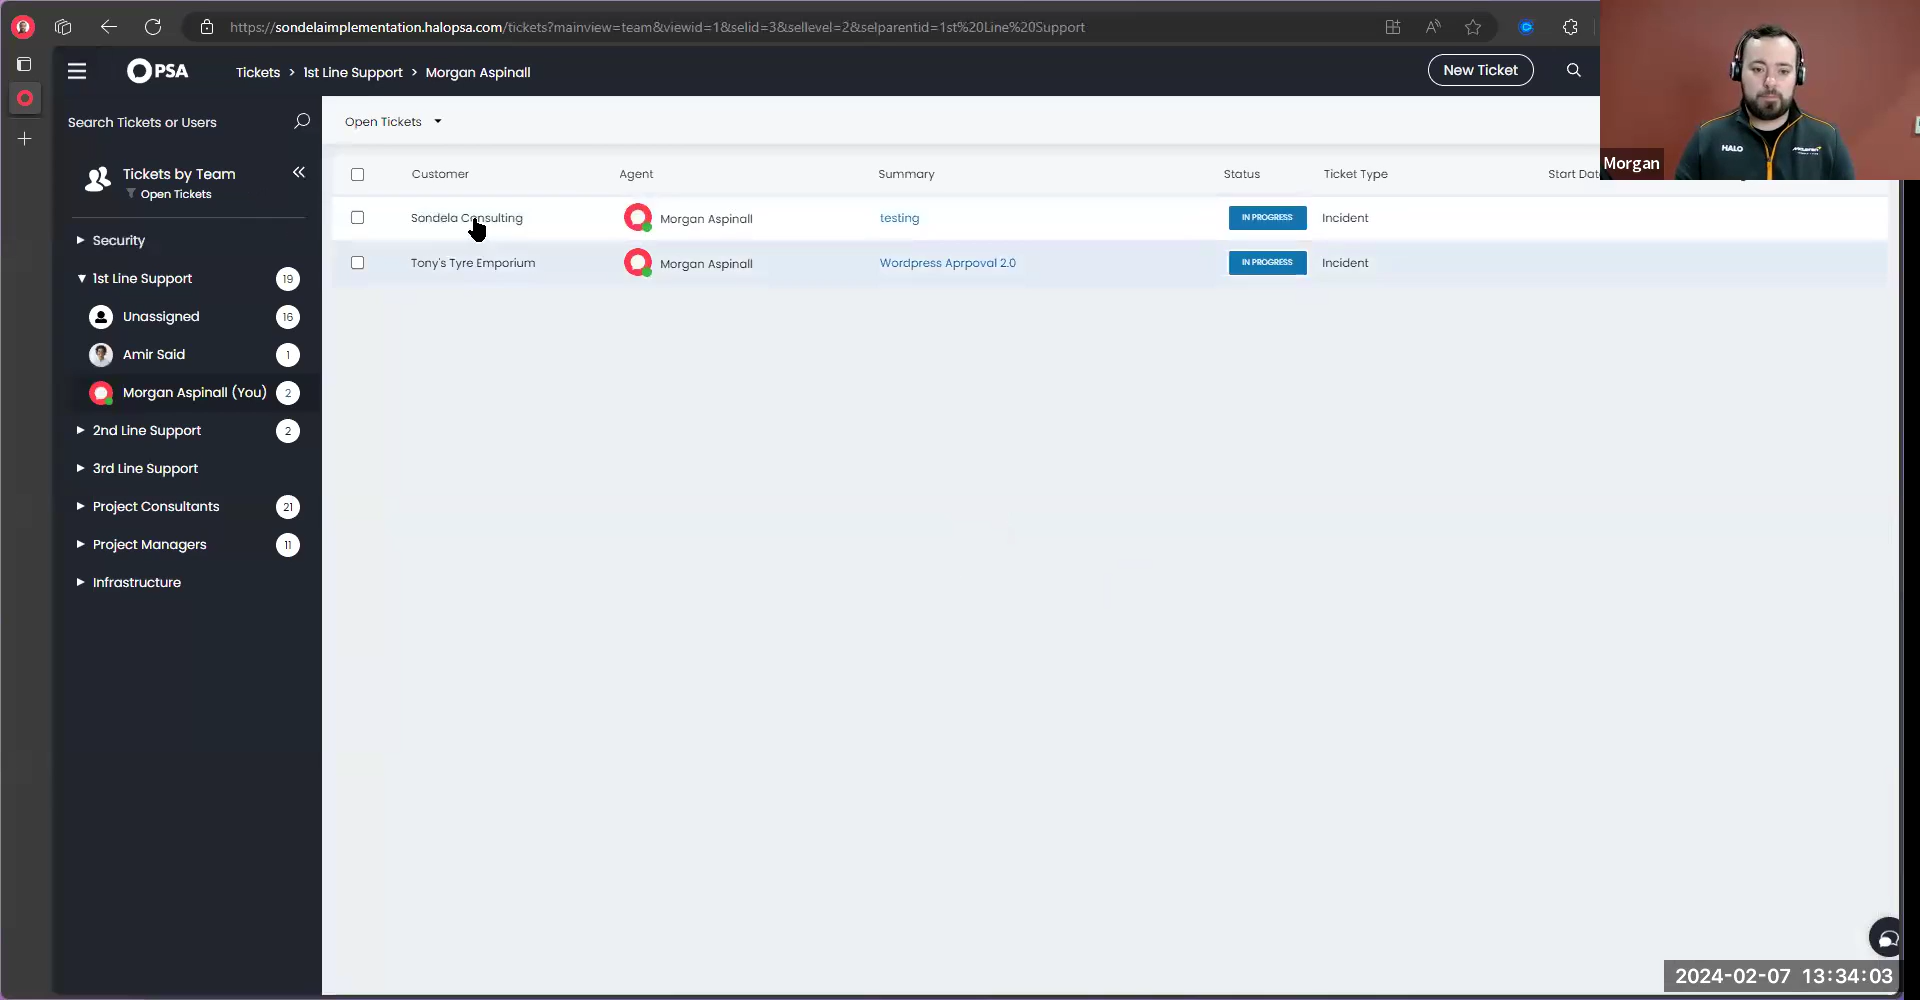 https://sondelaimplementation.halopsa.com/tickets?mainview=team&viewid=1&selid=3&sellevel=2&selparentid=1st%20Line%20Support
PSA
Tickets > 1st Line Support > Morgan Aspinall
New Ticket
HALO
Morgan
Search Tickets or Users
Open Tickets
Tickets by Team
Open Tickets
Customer Agent Summary Status Ticket Type Start Dat
Sondela Consulting Morgan Aspinall testing IN PROGRESS Incident
Tony's Tyre Emporium Morgan Aspinall Wordpress Aprpoval 2.0 IN PROGRESS Incident
Security
1st Line Support 19
Unassigned 16
Amir Said 1
Morgan Aspinall (You) 2
2nd Line Support 2
3rd Line Support
Project Consultants 21
Project Managers 11
Infrastructure
2024-02-07 13:34:03